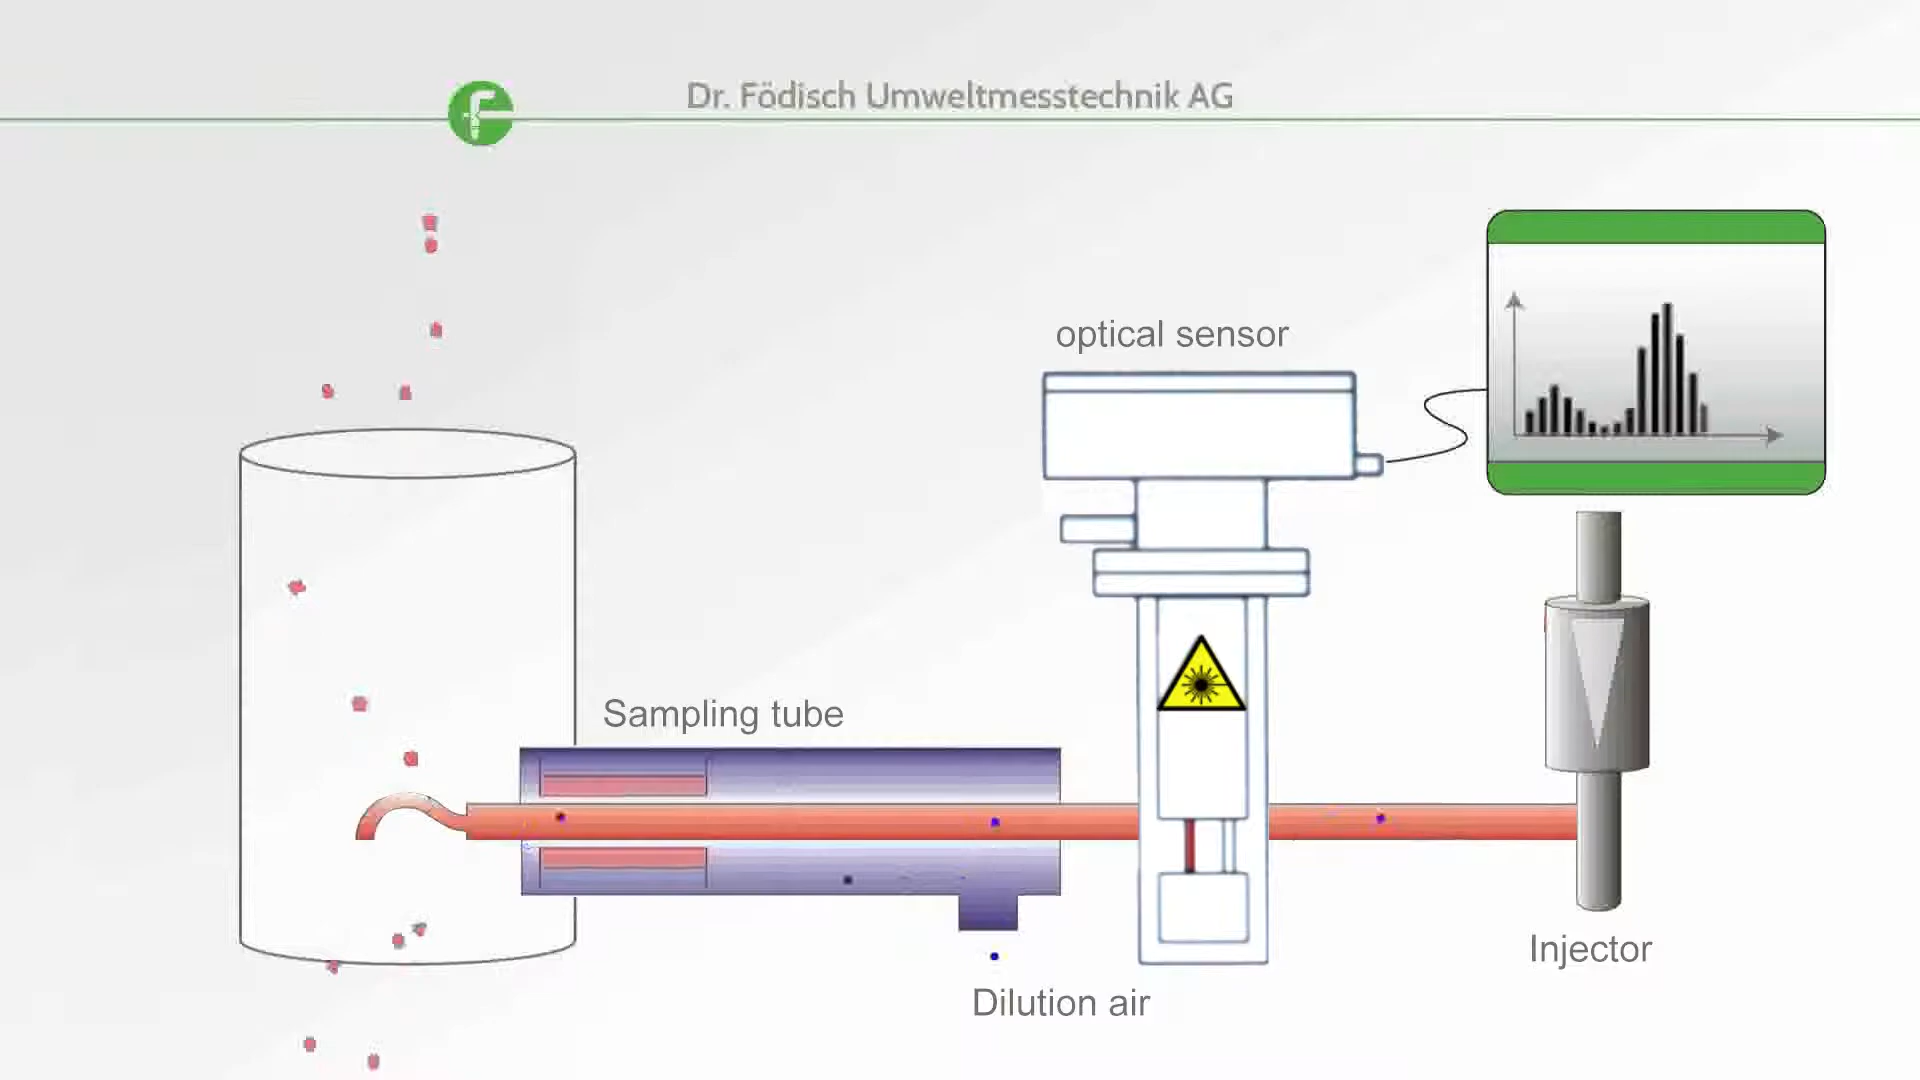 Dr. Födisch Umweltmesstechnik AG
optical sensor
Sampling tube
Injector
Dilution air